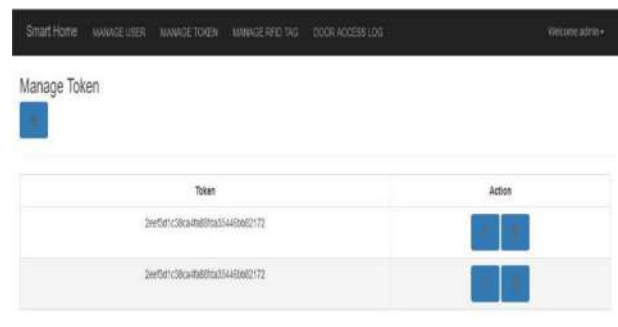 Smart Home MANAGE USER MANAGE TOKEN MANAGE RFID TAG DOOR ACCESS LOG Welcome admin
Manage Token
Token Action